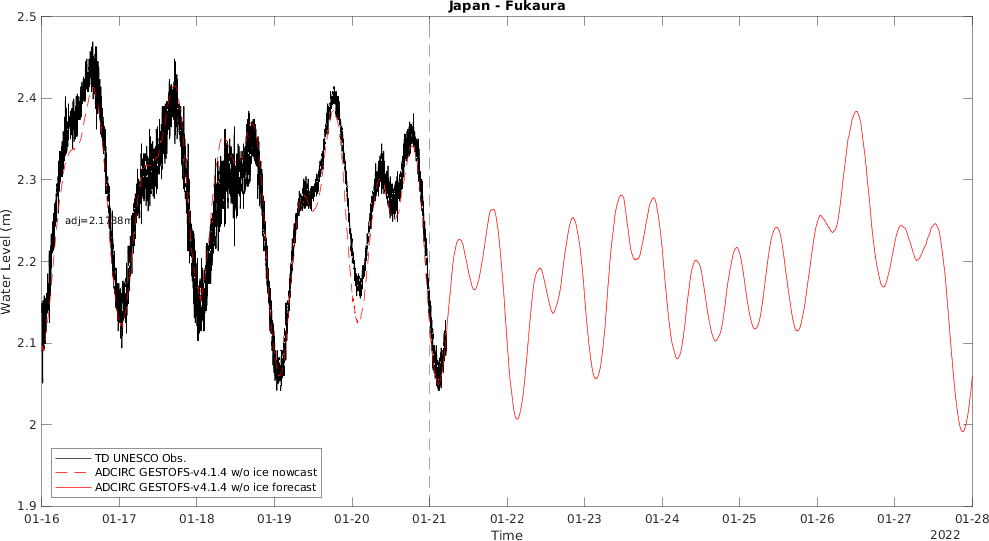 Japan - Fukaura
2.5
2.4
2.3
2.2
2.1
2
1.9
Water Level (m)
adj=2.1738m
TD UNESCO Obs.
ADCIRC GESTOFS-v4.1.4 w/o ice nowcast
ADCIRC GESTOFS-v4.1.4 w/o ice forecast
01-16 01-17 01-18 01-19 01-20 01-21 01-22 01-23 01-24 01-25 01-26 01-27 01-28
Time
2022